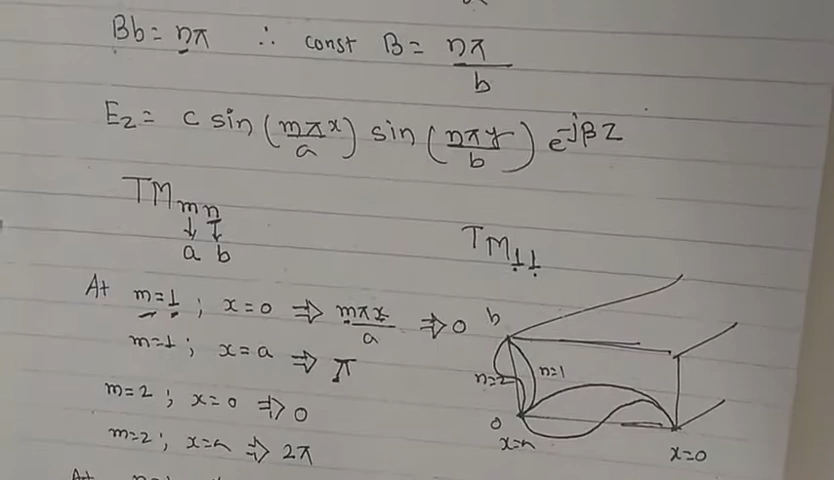 Bb = nπ ∴ const B = nπ/b
Ez = c sin (mπx/a) sin (nπy/b) e^-jβz
TMmn
↓ ↓
a b
TM11
At m=1 ; x=0 ⇒ mπx/a ⇒ 0
m=1 ; x=a ⇒ π
m=2 ; x=0 ⇒ 0
m=2 ; x=a ⇒ 2π
b
n=2 n=1
0
x=a
x=0
At